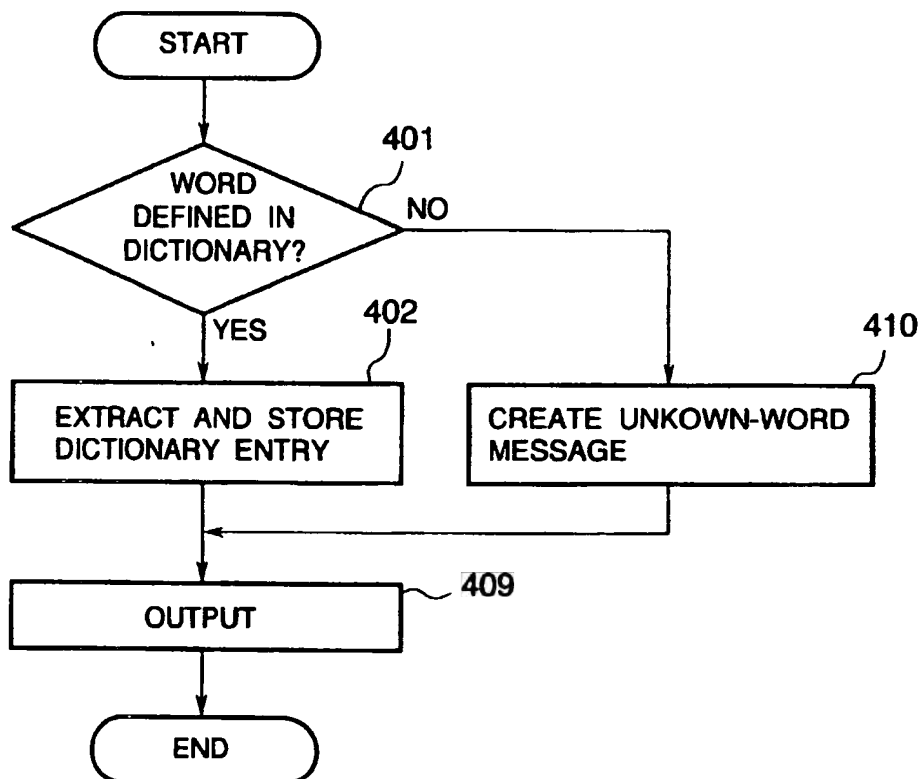 START
401
WORD
DEFINED IN
DICTIONARY?
NO
YES
402
EXTRACT AND STORE
DICTIONARY ENTRY
410
CREATE UNKOWN-WORD
MESSAGE
409
OUTPUT
END